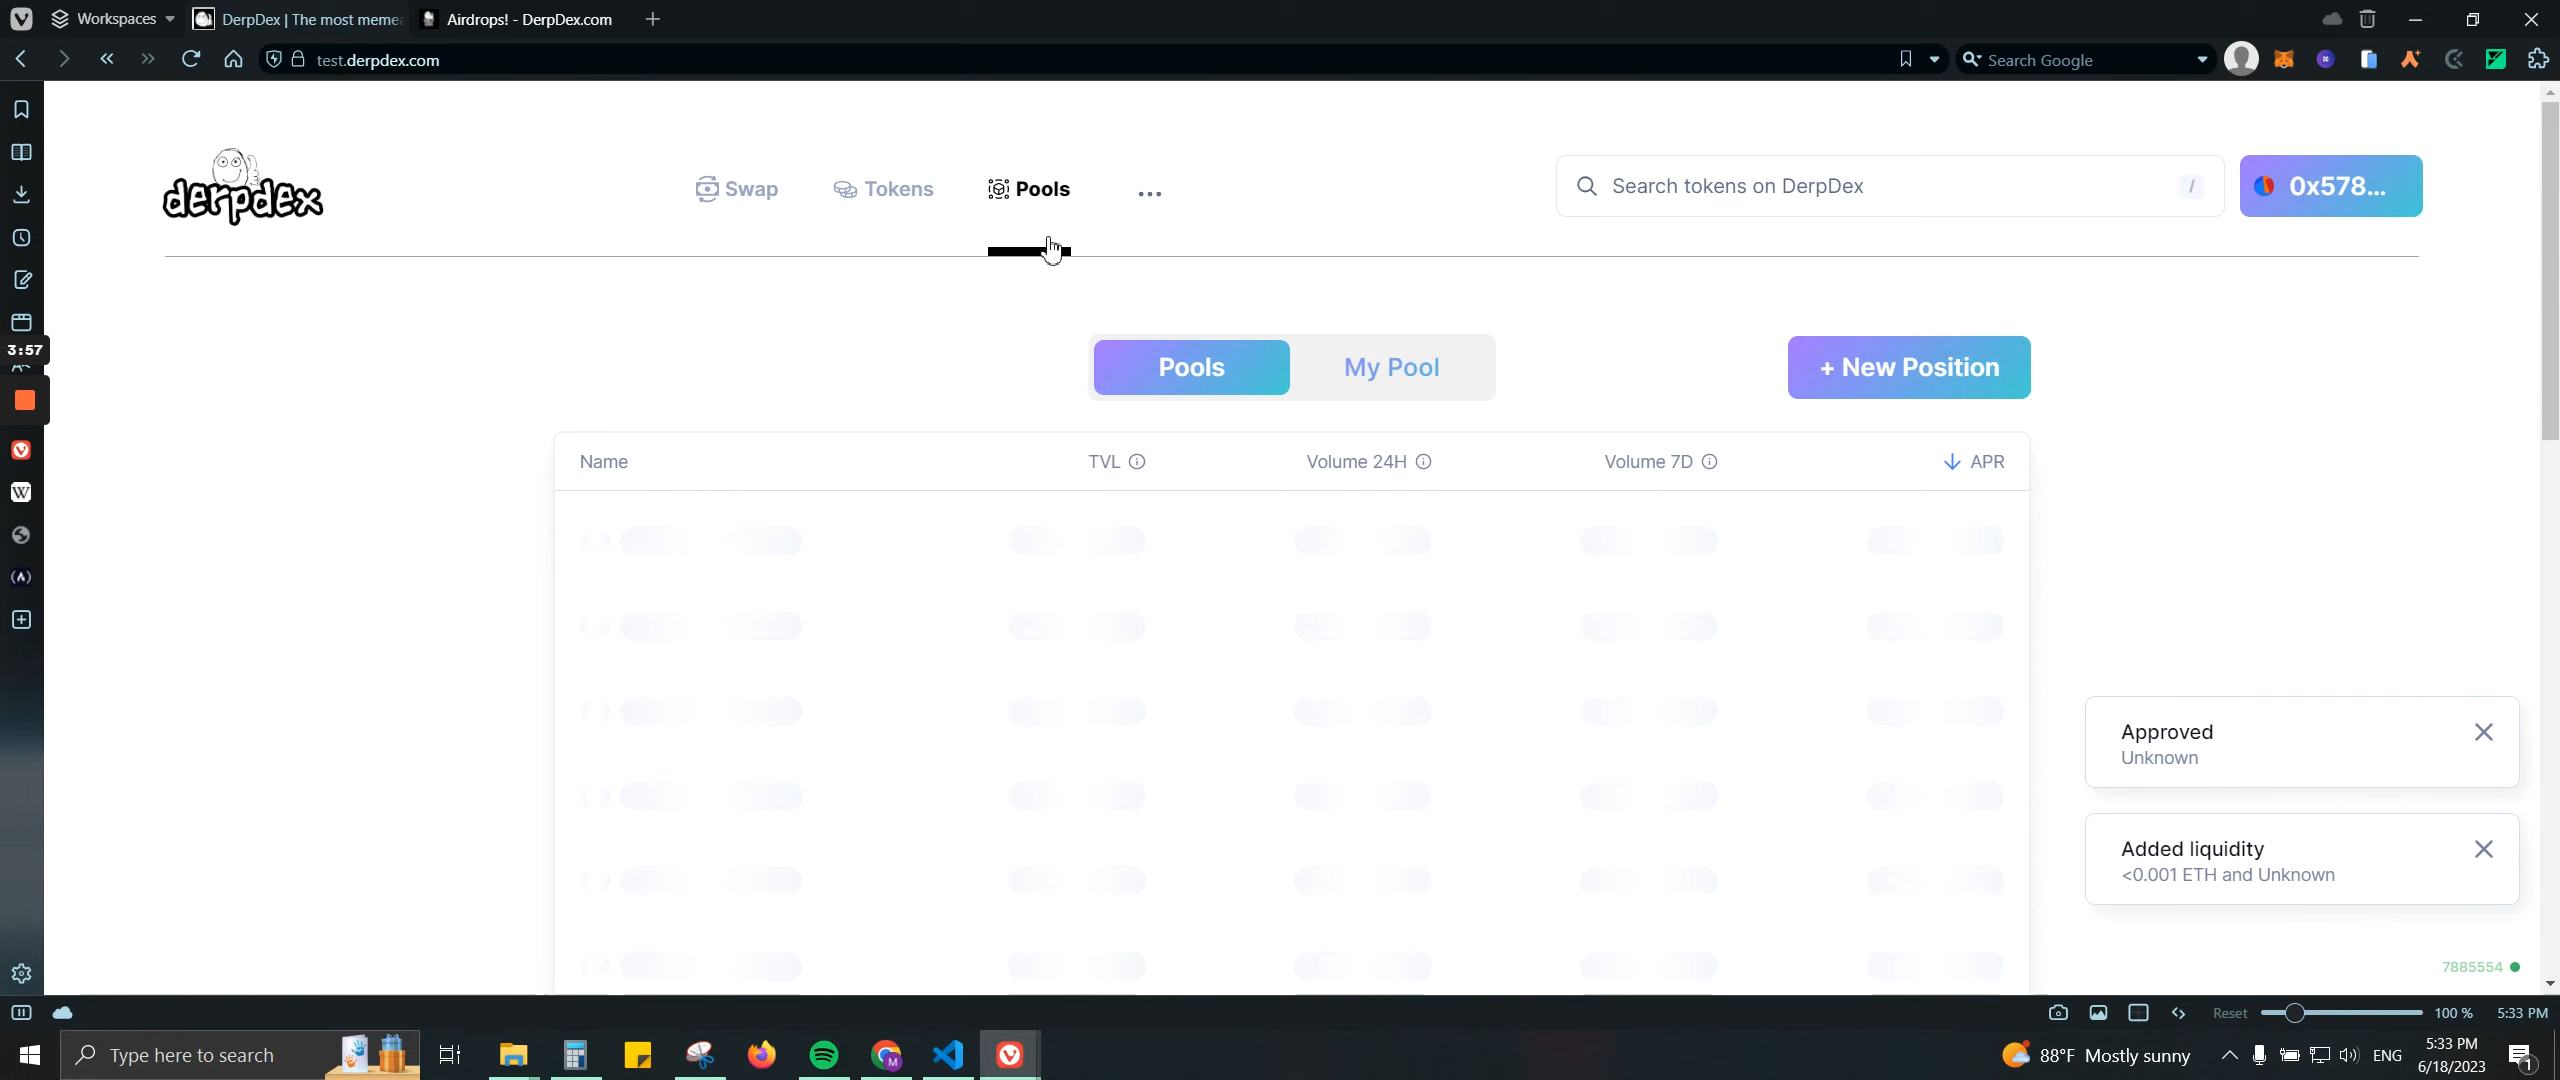 Workspaces
DerpDex | The most meme
Airdrops! - DerpDex.com
test.derpdex.com
Search Google
derpdex
Swap
Tokens
Pools
...
Search tokens on DerpDex
/
0x578...
3:57
Pools
My Pool
+ New Position
Name
TVL
Volume 24H
Volume 7D
APR
Approved
Unknown
Added liquidity
<0.001 ETH and Unknown
7885554
Reset
100 %
5:33 PM
Type here to search
88°F Mostly sunny
ENG
5:33 PM
6/18/2023
1